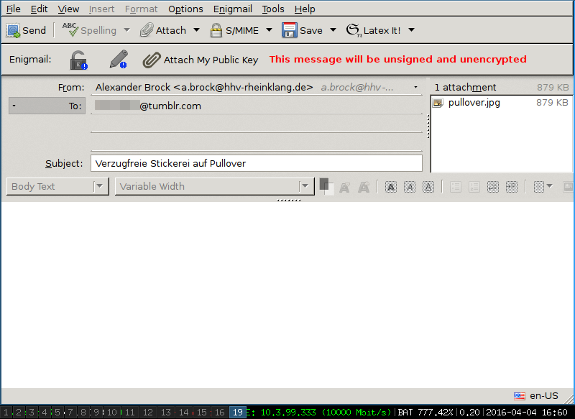 File Edit View Insert Format Options Enigmail Tools Help
Send ABC Spelling Attach S/MIME Save Latex It!
Enigmail: Attach My Public Key This message will be unsigned and unencrypted
From: Alexander Brock <a.brock@hhv-rheinklang.de> a.brock@hhv-...
1 attachment 879 KB
To: @tumblr.com
pullover.jpg 879 KB
Subject: Verzugfreie Stickerei auf Pullover
Body Text Variable Width
en-US
1 2 3 4 5 6 7 8 9 10 11 12 13 14 15 16 19 E: 10.3.99.333 (10000 Mbit/s) BAT 777.42% 0.20 2016-04-04 16:60